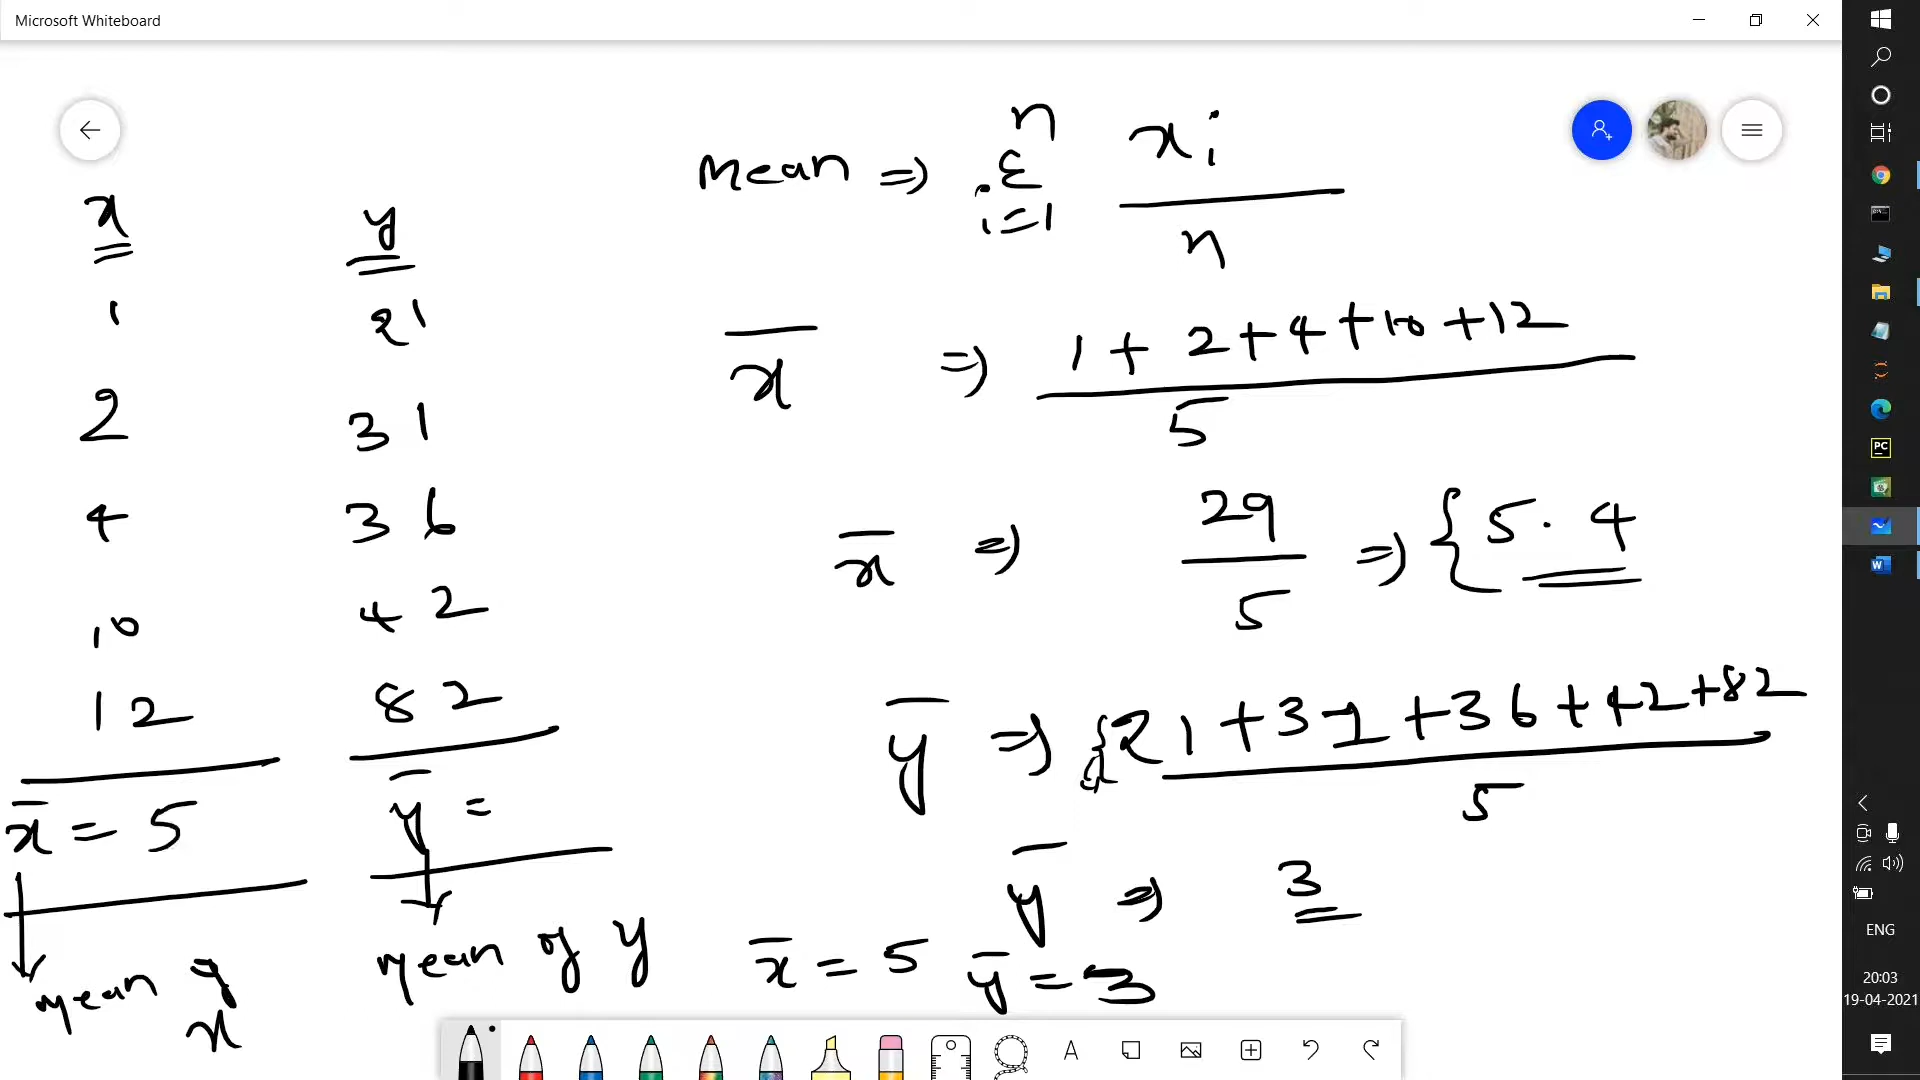 Microsoft Whiteboard
mean ⇒ n Σ i=1 xi / n
x y
1 21
2 31
4 36
10 42
12 82
x̄ = 5 ȳ =
mean of x
mean of y
x̄ ⇒ 1 + 2 + 4 + 10 + 12 / 5
x̄ ⇒ 29 / 5 ⇒ { 5.4
ȳ ⇒ { 21 + 31 + 36 + 42 + 82 / 5
ȳ ⇒ 3
x̄ = 5 ȳ = 3
A
PC
W
ENG
20:03
19-04-2021